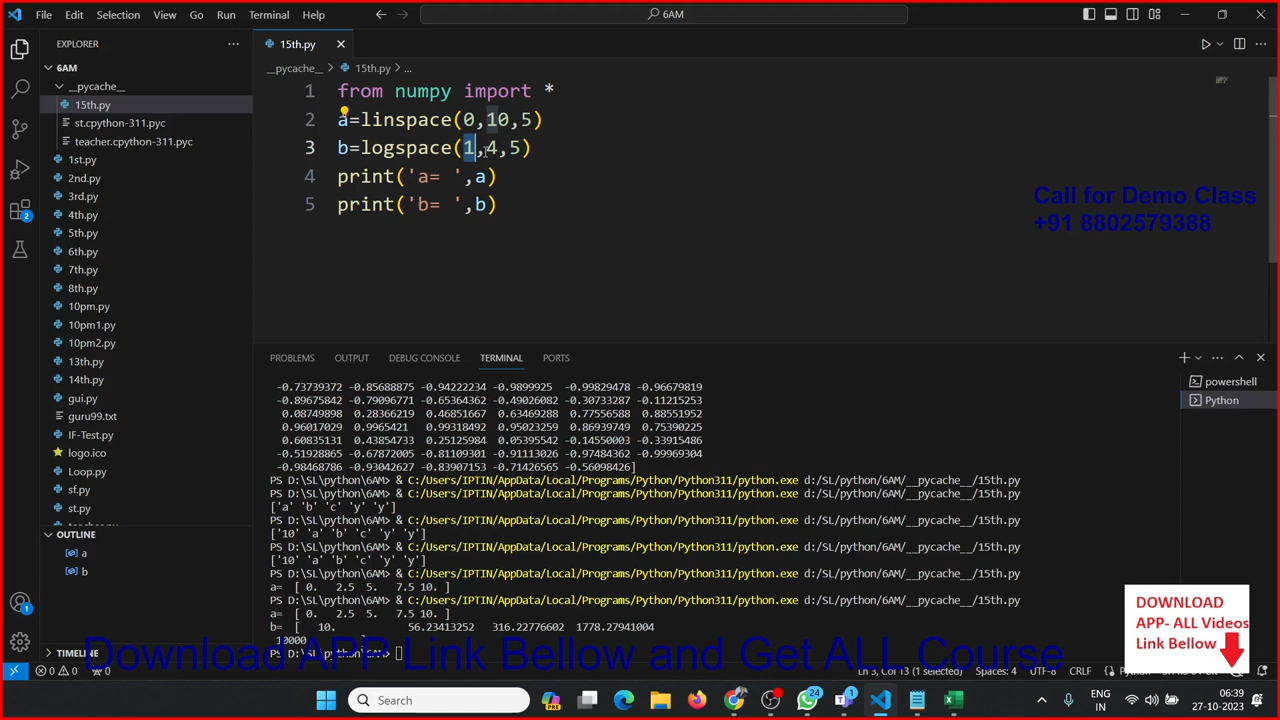 File Edit Selection View Go Run Terminal Help
6AM
EXPLORER
15th.py
6AM
__pycache__ > 15th.py > ...
__pycache__
15th.py
st.cpython-311.pyc
teacher.cpython-311.pyc
1st.py
2nd.py
3rd.py
4th.py
5th.py
6th.py
7th.py
8th.py
10pm.py
10pm1.py
10pm2.py
13th.py
14th.py
gui.py
guru99.txt
IF-Test.py
logo.ico
Loop.py
sf.py
st.py
OUTLINE
a
b
TIMELINE
2
1
1 from numpy import *
2 a=linspace(0,10,5)
3 b=logspace(1,4,5)
4 print('a= ',a)
5 print('b= ',b)
Call for Demo Class
+91 8802579388
PROBLEMS OUTPUT DEBUG CONSOLE TERMINAL PORTS
powershell
Python
-0.73739372 -0.85688875 -0.94222234 -0.9899925 -0.99829478 -0.96679819
-0.89675842 -0.79096771 -0.65364362 -0.49026082 -0.30733287 -0.11215253
0.08749898 0.28366219 0.46851667 0.63469288 0.77556588 0.88551952
0.96017029 0.9965421 0.99318492 0.95023259 0.86939749 0.75390225
0.60835131 0.43854733 0.25125984 0.05395542 -0.14550003 -0.33915486
-0.51928865 -0.67872005 -0.81109301 -0.91113026 -0.97484362 -0.99969304
-0.98468786 -0.93042627 -0.83907153 -0.71426565 -0.56098426]
PS D:\SL\python\6AM> & C:/Users/IPTIN/AppData/Local/Programs/Python/Python311/python.exe d:/SL/python/6AM/__pycache__/15th.py
PS D:\SL\python\6AM> & C:/Users/IPTIN/AppData/Local/Programs/Python/Python311/python.exe d:/SL/python/6AM/__pycache__/15th.py
['a' 'b' 'c' 'y' 'y']
PS D:\SL\python\6AM> & C:/Users/IPTIN/AppData/Local/Programs/Python/Python311/python.exe d:/SL/python/6AM/__pycache__/15th.py
['10' 'a' 'b' 'c' 'y' 'y']
PS D:\SL\python\6AM> & C:/Users/IPTIN/AppData/Local/Programs/Python/Python311/python.exe d:/SL/python/6AM/__pycache__/15th.py
['10' 'a' 'b' 'c' 'y' 'y']
PS D:\SL\python\6AM> & C:/Users/IPTIN/AppData/Local/Programs/Python/Python311/python.exe d:/SL/python/6AM/__pycache__/15th.py
a= [ 0. 2.5 5. 7.5 10. ]
PS D:\SL\python\6AM> & C:/Users/IPTIN/AppData/Local/Programs/Python/Python311/python.exe d:/SL/python/6AM/__pycache__/15th.py
a= [ 0. 2.5 5. 7.5 10. ]
b= [ 10. 56.23413252 316.22776602 1778.27941004
10000
PS D:\SL\python\6AM>
DOWNLOAD
APP- ALL Videos
Link Bellow
Download APP Link Bellow and Get ALL Course
0 0 0
Ln 3, Col 13 (1 selected) Spaces: 4 UTF-8 CRLF Python
Search
24
1
ENG
IN
06:39
27-10-2023